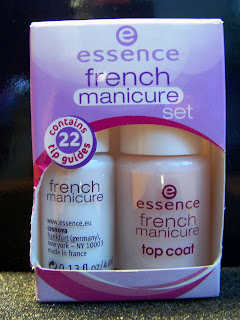 e
essence
french
manicure
set
contains
22
tip guides
french
manicure
www.essence.eu
cosnova
frankfurt (germany),
new york – NY 10001
made in france
e 0.13 fl.oz/
e
essence
french
manicure
top coat